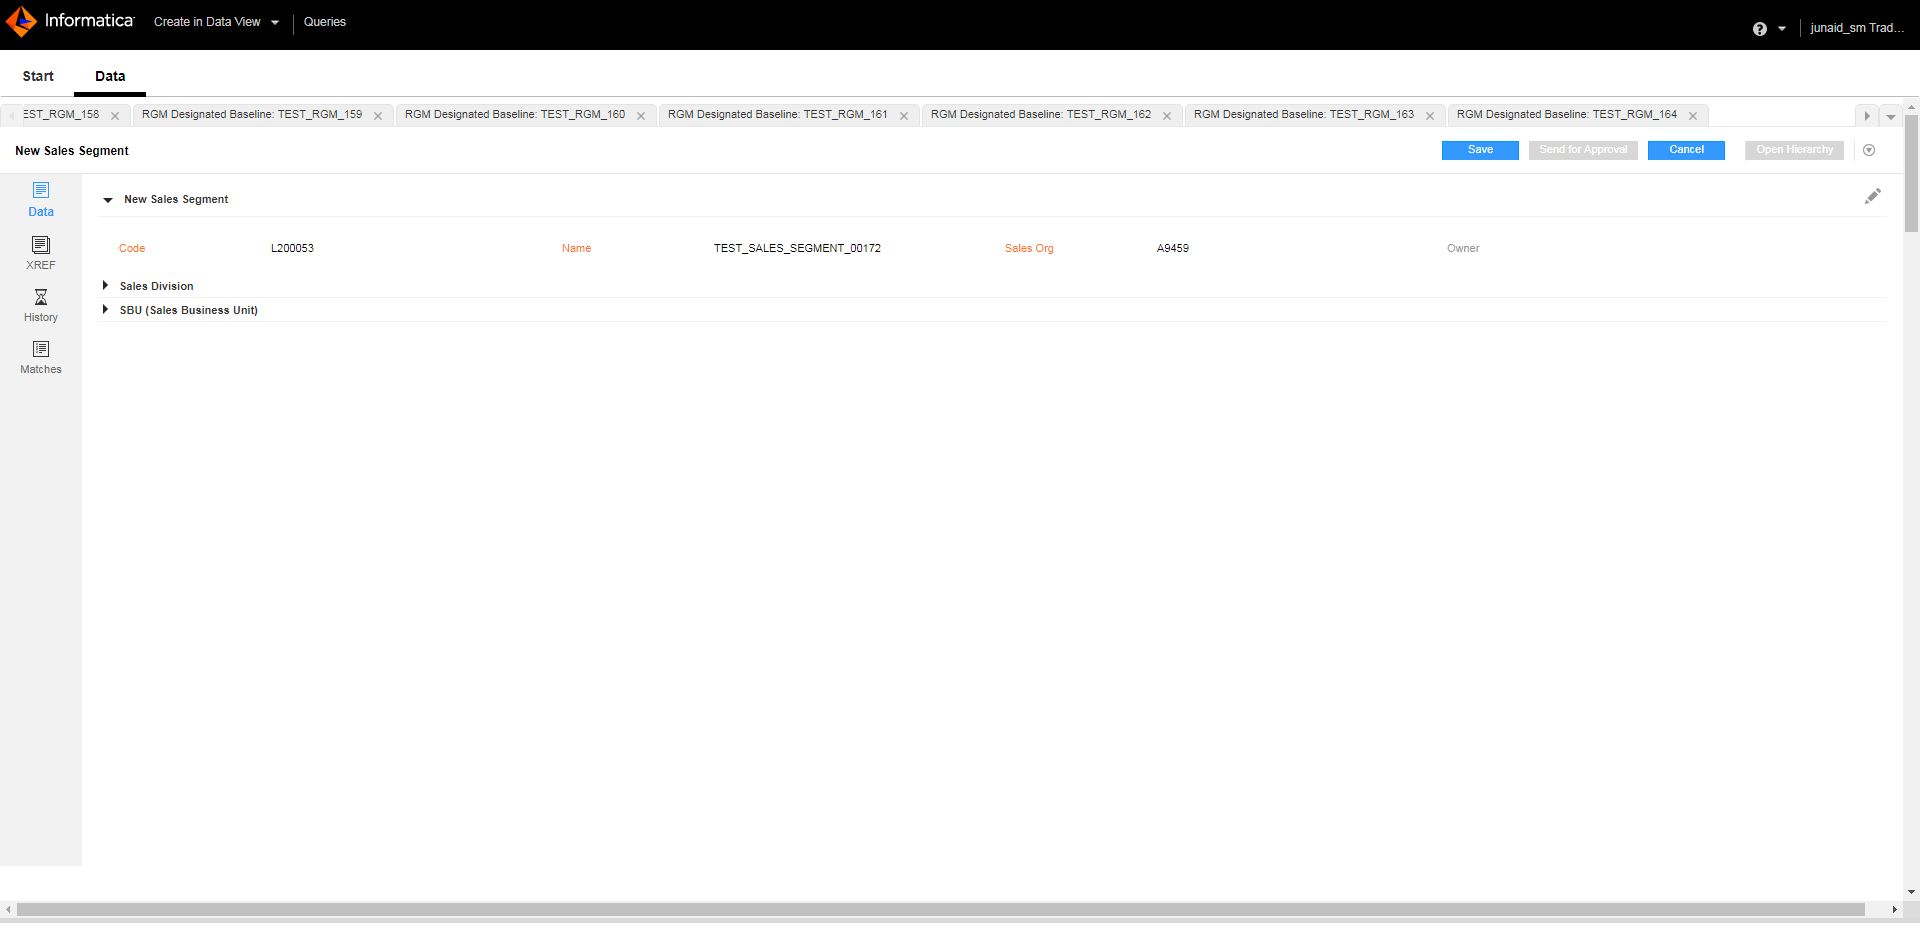 Informatica Create in Data View Queries ? junaid_sm Trad...
Start Data
EST_RGM_158 RGM Designated Baseline: TEST_RGM_159 RGM Designated Baseline: TEST_RGM_160 RGM Designated Baseline: TEST_RGM_161 RGM Designated Baseline: TEST_RGM_162 RGM Designated Baseline: TEST_RGM_163 RGM Designated Baseline: TEST_RGM_164
New Sales Segment Save Send for Approval Cancel Open Hierarchy
Data
XREF
History
Matches
New Sales Segment
Code L200053 Name TEST_SALES_SEGMENT_00172 Sales Org A9459 Owner
Sales Division
SBU (Sales Business Unit)